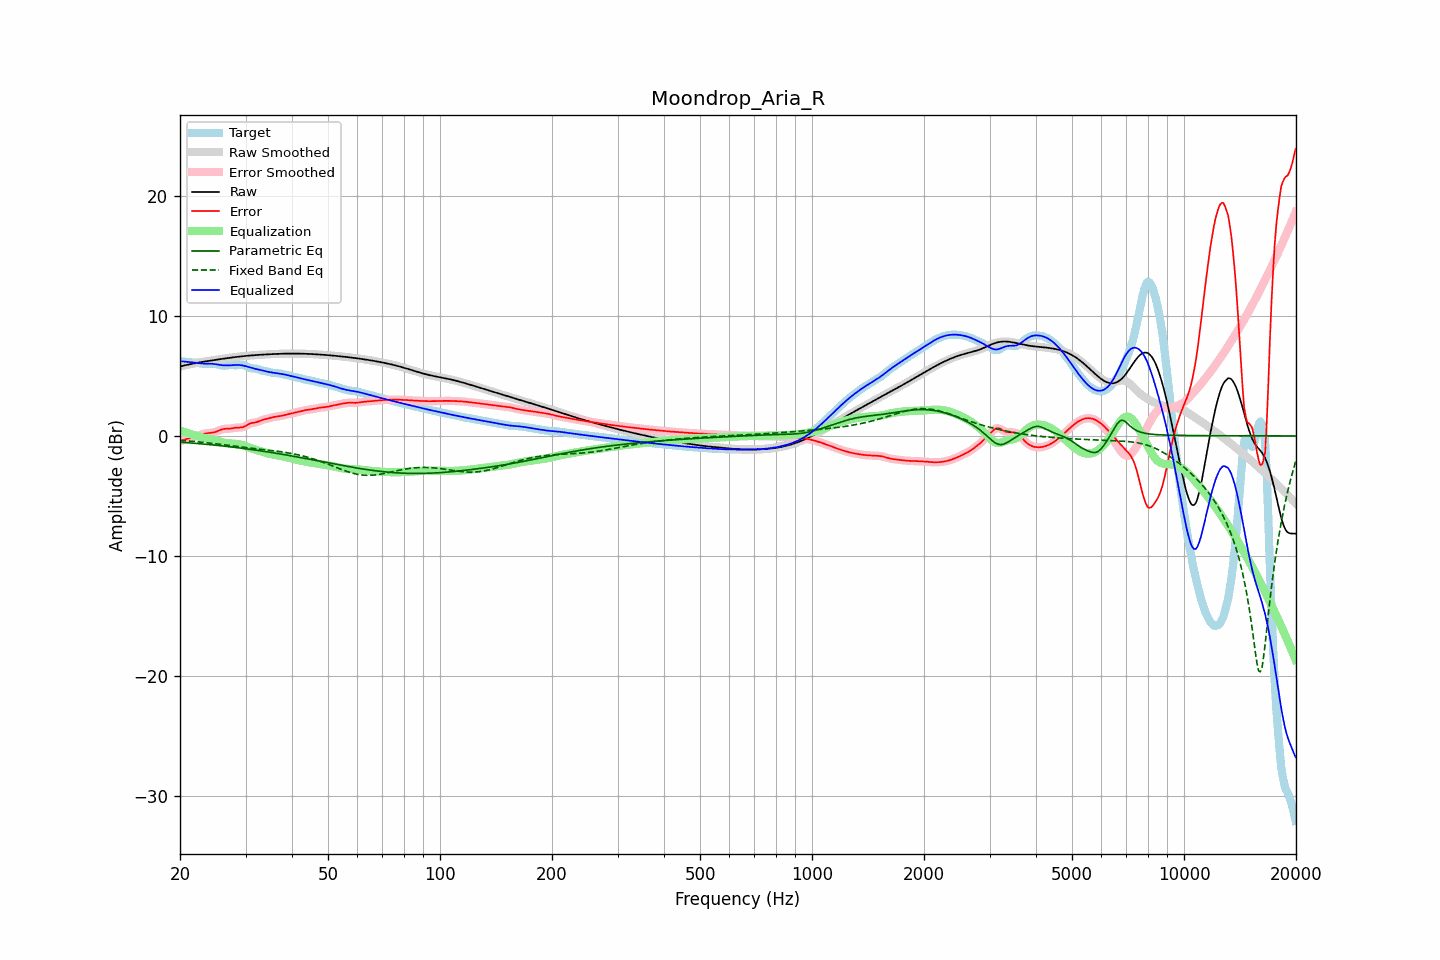 Moondrop_Aria_R
Target
Raw Smoothed
Error Smoothed
Raw
Error
Equalization
Parametric Eq
Fixed Band Eq
Equalized
Amplitude (dBr)
20
10
0
−10
−20
−30
20
50
100
200
500
1000
2000
5000
10000
20000
Frequency (Hz)